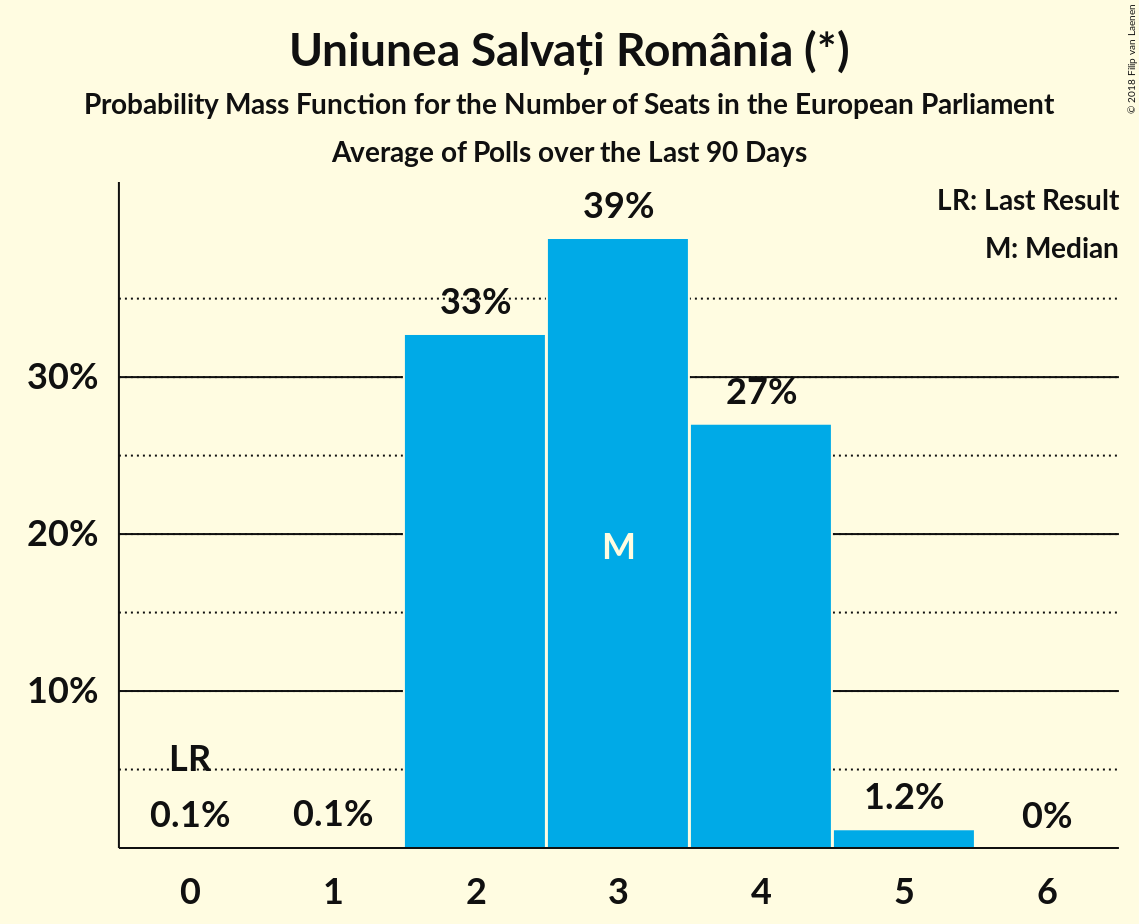 Uniunea Salvați România (*)
Probability Mass Function for the Number of Seats in the European Parliament
Average of Polls over the Last 90 Days
© 2018 Filip van Laenen
LR: Last Result
M: Median
39%
33%
30%
27%
20%
M
10%
LR
0.1%
0.1%
1.2%
0%
0 1 2 3 4 5 6